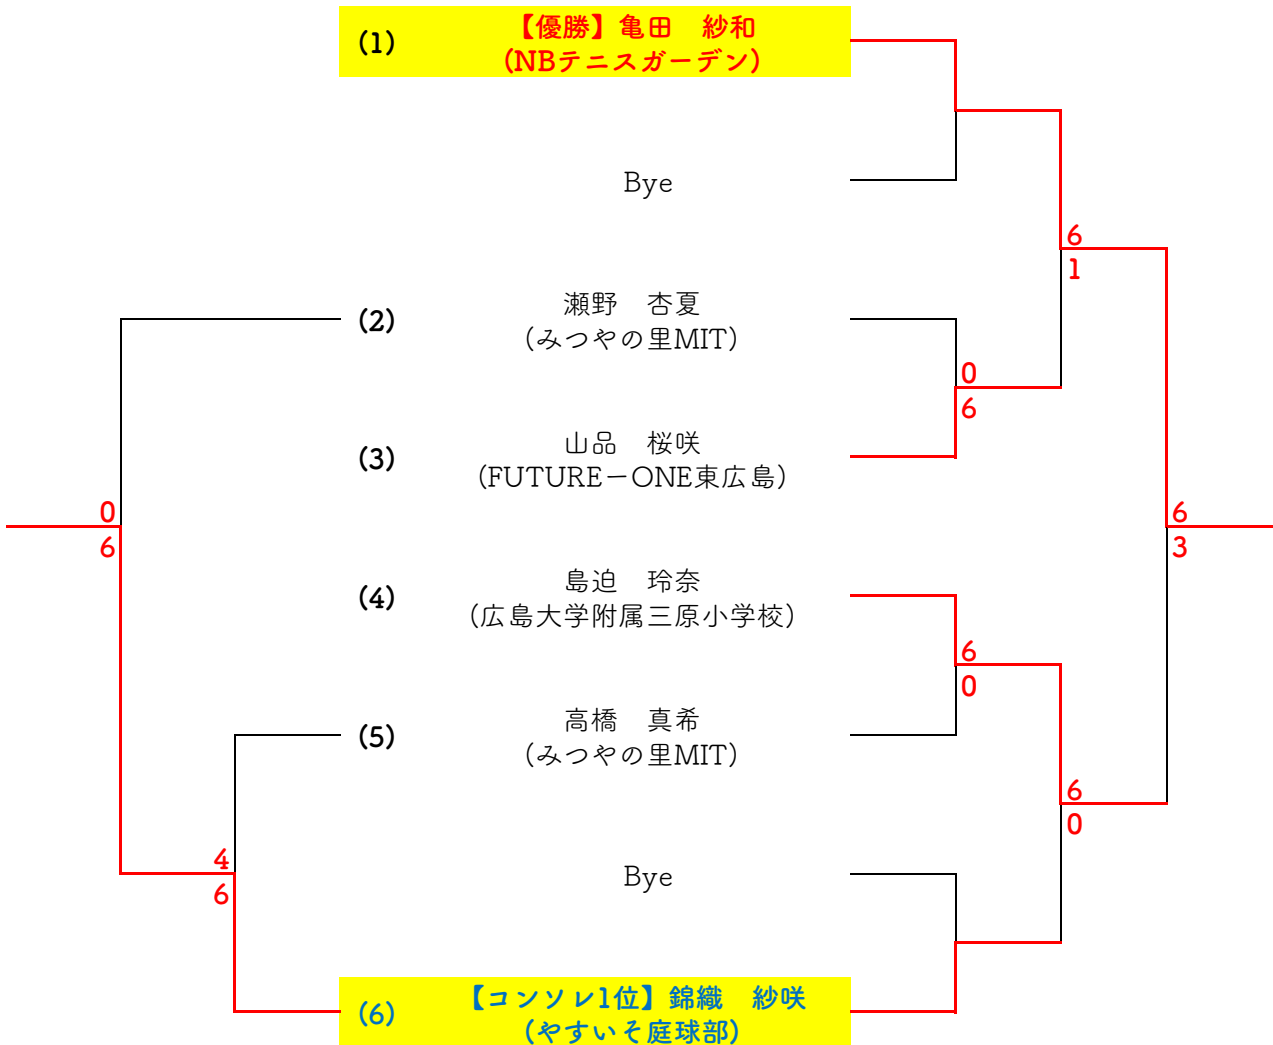 (1)
【優勝】亀田　紗和
(NBテニスガーデン)
Bye
6
1
(2)
瀬野　杏夏
(みつやの里MIT)
0
6
(3)
山品　桜咲
(FUTURE－ONE東広島)
0
6
6
3
(4)
島迫　玲奈
(広島大学附属三原小学校)
6
0
(5)
高橋　真希
(みつやの里MIT)
6
0
4
6
Bye
(6)
【コンソレ1位】錦織　紗咲
(やすいそ庭球部)